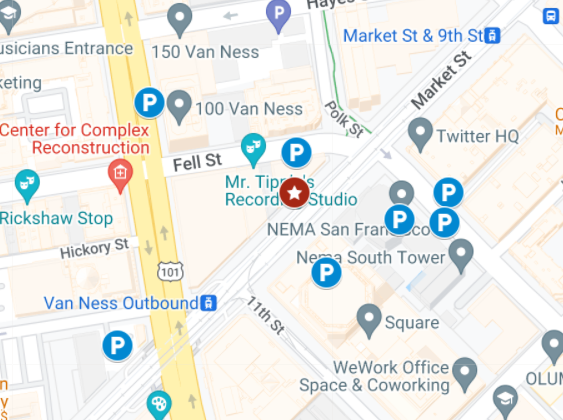 Hayes
usicians Entrance
150 Van Ness
P
Market St & 9th St
Market St
keting
P
100 Van Ness
Polk St
Twitter HQ
Center for Complex
Reconstruction
Fell St
P
Mr. Tipple's
Recording Studio
P
Rickshaw Stop
P
P
NEMA San Francisco
Hickory St
Nema South Tower
101
P
Van Ness Outbound
11th St
Square
P
WeWork Office
Space & Coworking
OLUM
n
y